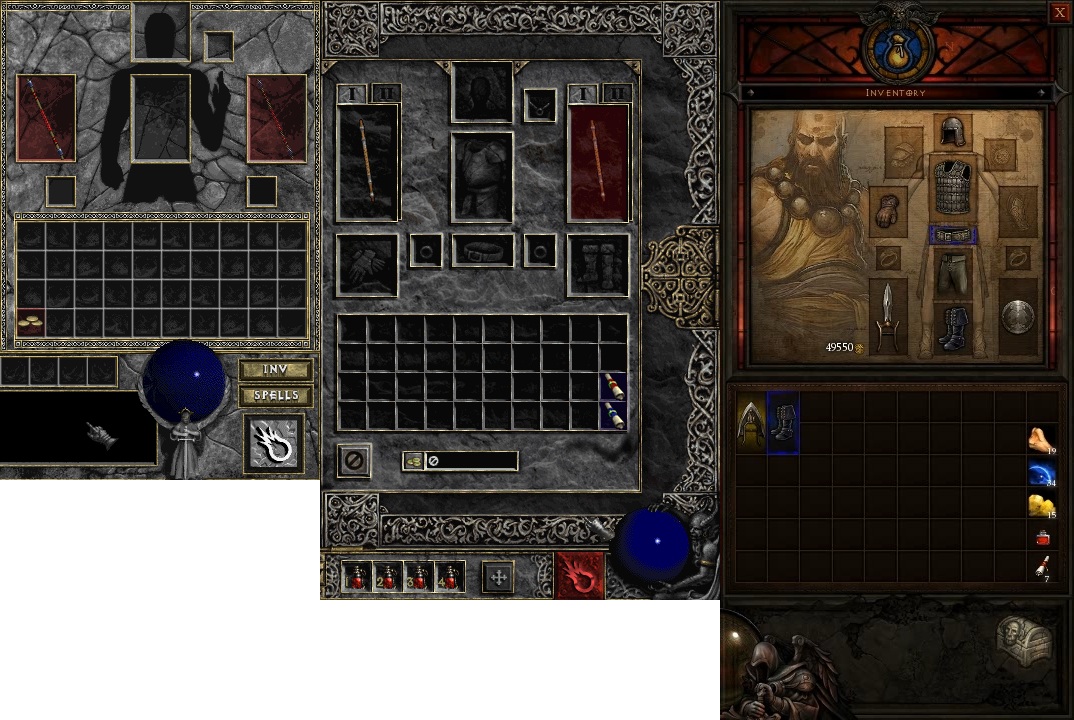 INV
SPELLS
I II
I II
1 2 3 4
X
INVENTORY
49550
19
34
15
7